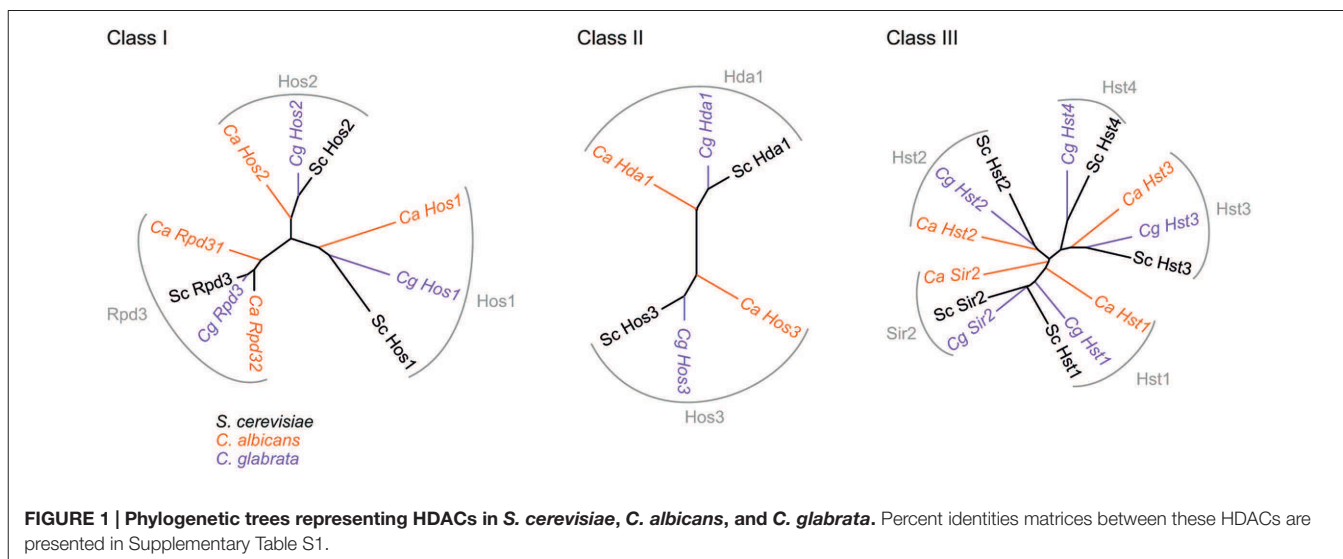 Class I
Hos2
Ca Hos2
Cg Hos2
Sc Hos2
Ca Hos1
Cg Hos1
Sc Hos1
Hos1
Ca Rpd31
Sc Rpd3
Cg Rpd3
Ca Rpd32
Rpd3
S. cerevisiae
C. albicans
C. glabrata
Class II
Hda1
Cg Hda1
Sc Hda1
Ca Hda1
Sc Hos3
Cg Hos3
Ca Hos3
Hos3
Class III
Hst4
Cg Hst4
Sc Hst4
Hst2
Sc Hst2
Cg Hst2
Ca Hst2
Ca Hst3
Cg Hst3
Sc Hst3
Hst3
Ca Sir2
Sc Sir2
Cg Sir2
Sir2
Ca Hst1
Cg Hst1
Sc Hst1
Hst1
FIGURE 1 | Phylogenetic trees representing HDACs in S. cerevisiae, C. albicans, and C. glabrata. Percent identities matrices between these HDACs are
presented in Supplementary Table S1.